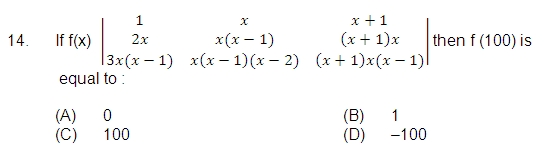 1 x x + 1
14. If f(x) | 2x x(x − 1) (x + 1)x | then f (100) is
3x(x − 1) x(x − 1)(x − 2) (x + 1)x(x − 1)
equal to :
(A) 0 (B) 1
(C) 100 (D) −100